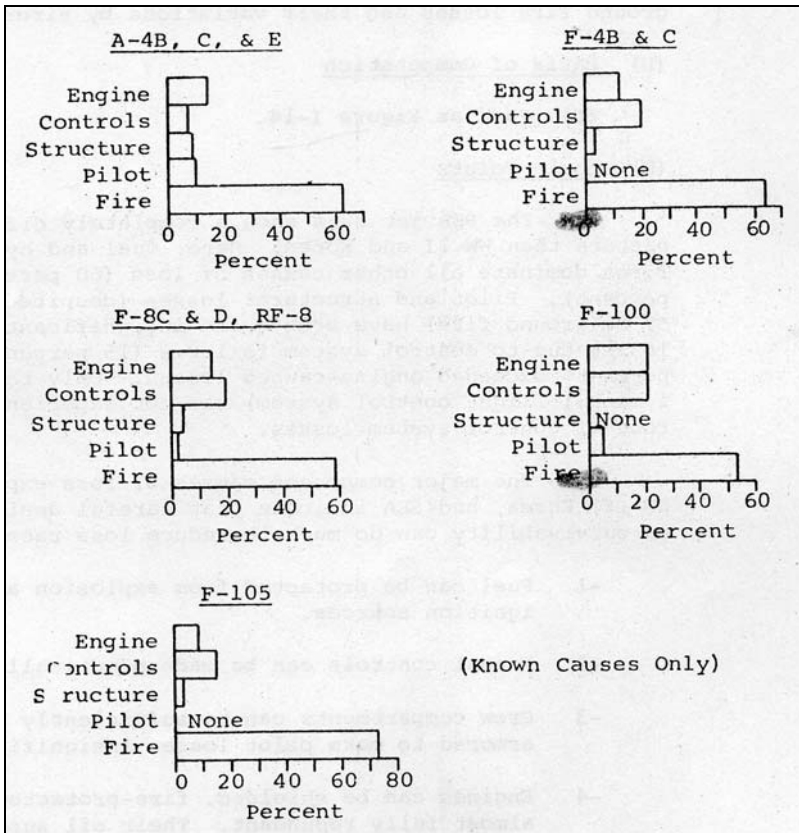 A-4B, C, & E
Engine
Controls
Structure
Pilot
Fire
0 20 40 60
Percent
F-4B & C
Engine
Controls
Structure
Pilot None
Fire
0 20 40 60
Percent
F-8C & D, RF-8
Engine
Controls
Structure
Pilot
Fire
0 20 40 60
Percent
F-100
Engine
Controls
Structure None
Pilot
Fire
0 20 40 60
Percent
F-105
Engine
ontrols
S ructure
Pilot None
Fire
0 20 40 60 80
Percent
(Known Causes Only)